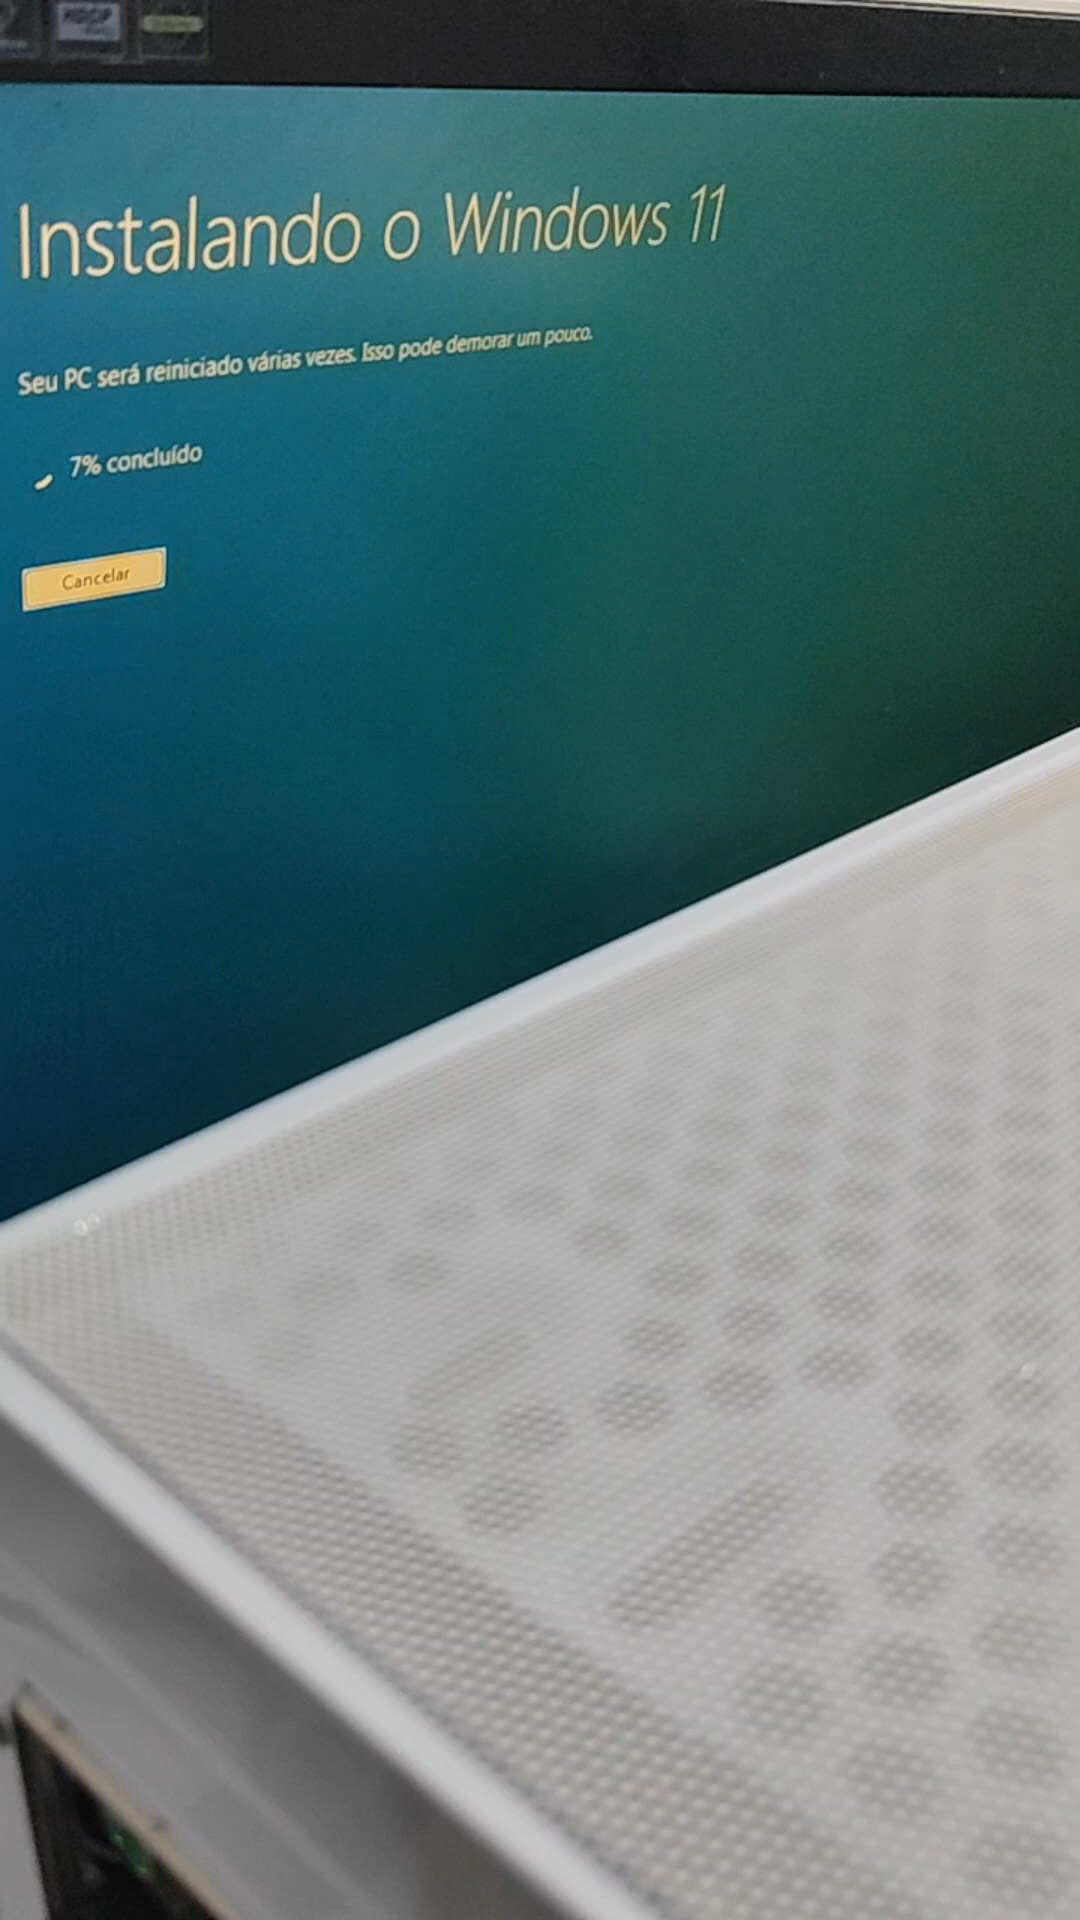 Instalando o Windows 11
Seu PC será reiniciado várias vezes. Isso pode demorar um pouco.
7% concluído
Cancelar